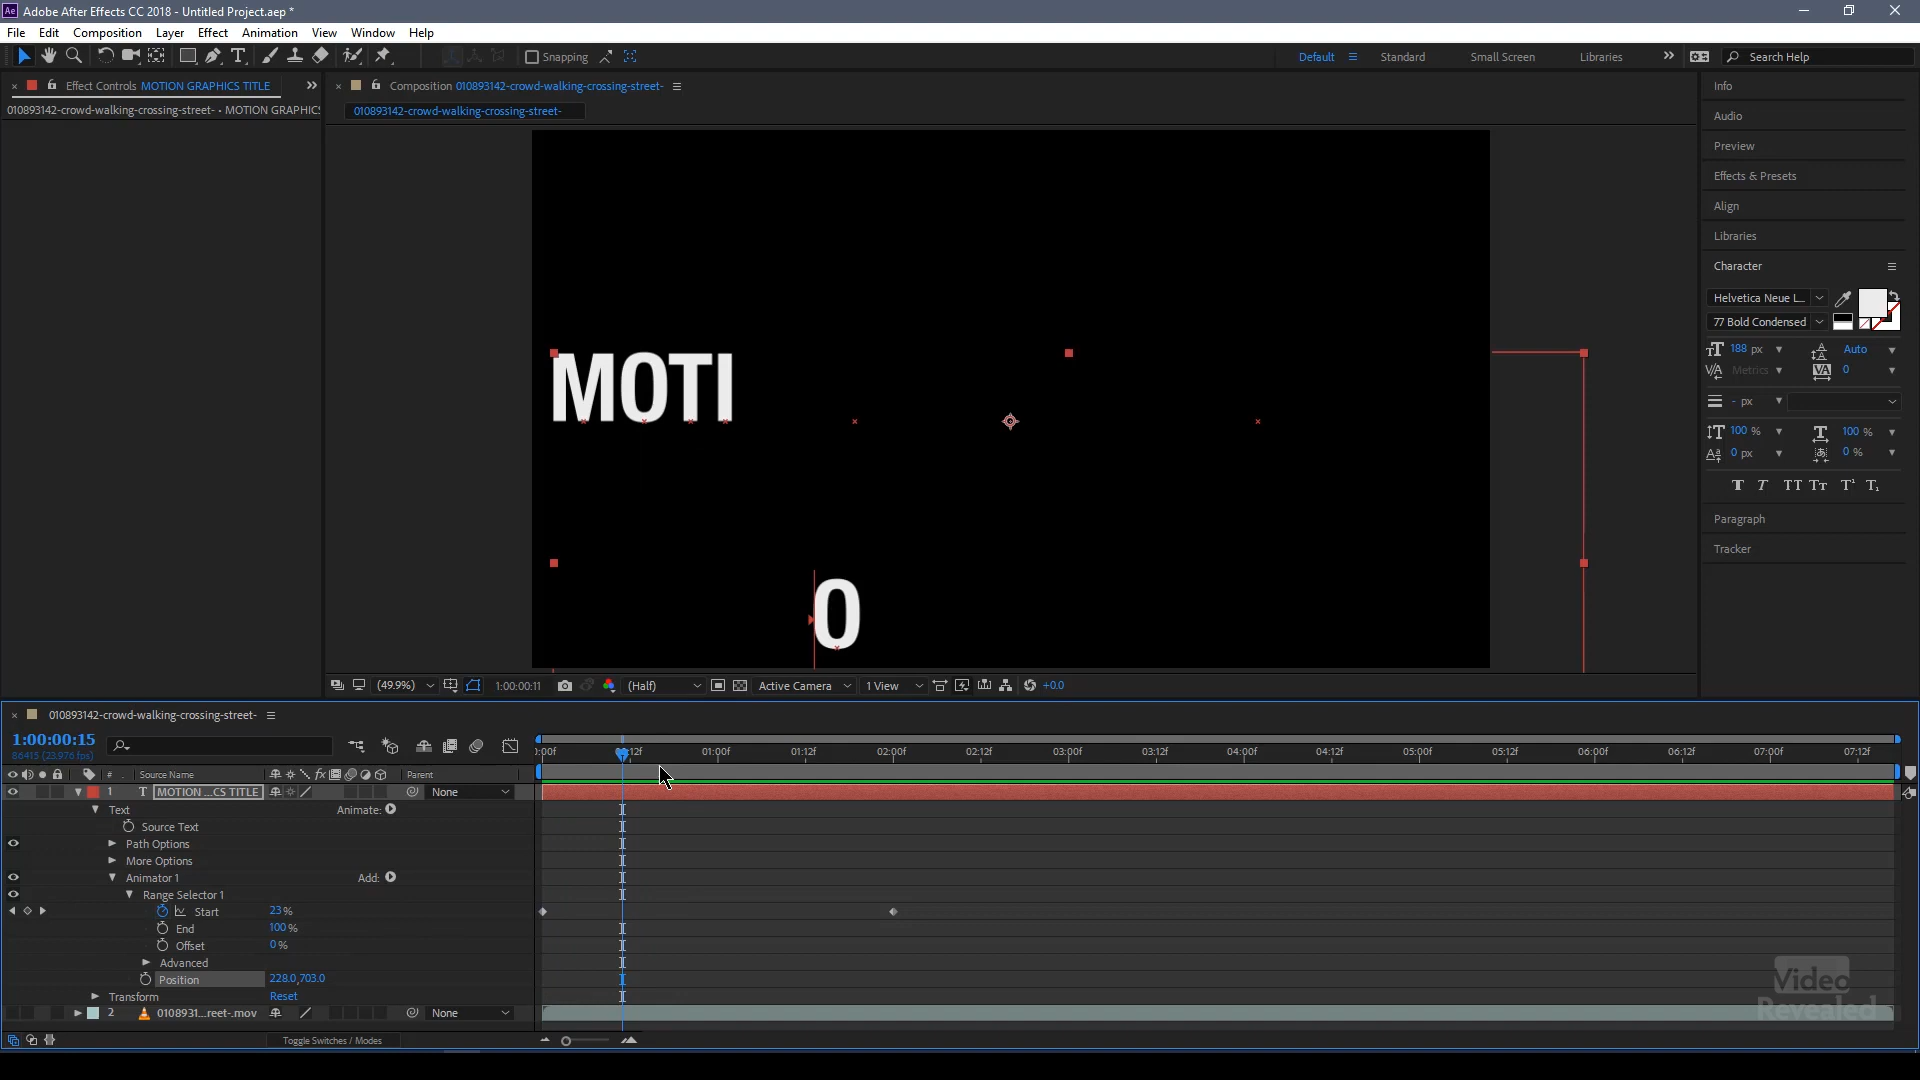 Ae Adobe After Effects CC 2018 - Untitled Project.aep *
File Edit Composition Layer Effect Animation View Window Help
Snapping Default Standard Small Screen Libraries Search Help
Effect Controls MOTION GRAPHICS TITLE
010893142-crowd-walking-crossing-street- • MOTION GRAPHICS
Composition 010893142-crowd-walking-crossing-street-
010893142-crowd-walking-crossing-street-
MOTI
O
(49.9%) 1:00:00:11 (Half) Active Camera 1 View +0.0
Info
Audio
Preview
Effects & Presets
Align
Libraries
Character
Helvetica Neue L...
77 Bold Condensed
188 px Auto
Metrics 0
- px
100 % 100 %
0 px 0 %
T T TT Tt T¹ T₁
Paragraph
Tracker
010893142-crowd-walking-crossing-street-
1:00:00:15
86415 (23.976 fps)
:00f 12f 01:00f 01:12f 02:00f 02:12f 03:00f 03:12f 04:00f 04:12f 05:00f 05:12f 06:00f 06:12f 07:00f 07:12f
# Source Name fx Parent
1 T MOTION ...CS TITLE None
Text Animate:
Source Text
Path Options
More Options
Animator 1 Add:
Range Selector 1
Start 23%
End 100%
Offset 0%
Advanced
Position 228.0,703.0
Transform Reset
2 0108931...reet-.mov None
Toggle Switches / Modes
Video
Revealed